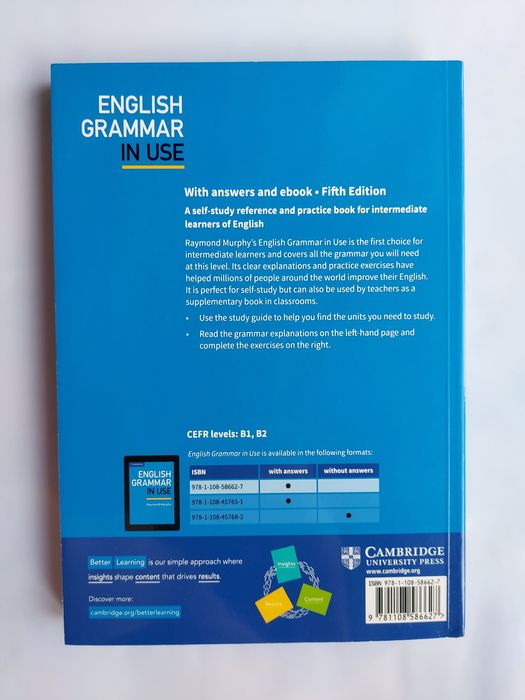 ENGLISH
GRAMMAR
IN USE
With answers and ebook • Fifth Edition
A self-study reference and practice book for intermediate
learners of English
Raymond Murphy's English Grammar in Use is the first choice for
intermediate learners and covers all the grammar you will need
at this level. Its clear explanations and practice exercises have
helped millions of people around the world improve their English.
It is perfect for self-study but can also be used by teachers as a
supplementary book in classrooms.
• Use the study guide to help you find the units you need to study.
• Read the grammar explanations on the left-hand page and
complete the exercises on the right.
CEFR levels: B1, B2
English Grammar in Use is available in the following formats:
ISBN with answers without answers
978-1-108-58662-7 •
978-1-108-45765-1 •
978-1-108-45768-2 •
ENGLISH
GRAMMAR
IN USE
Raymond Murphy
Better Learning is our simple approach where
insights shape content that drives results.
Discover more:
cambridge.org/betterlearning
Insights
Results
Content
CAMBRIDGE
UNIVERSITY PRESS
www.cambridge.org
ISBN 978-1-108-58662-7
9 781108 586627 >